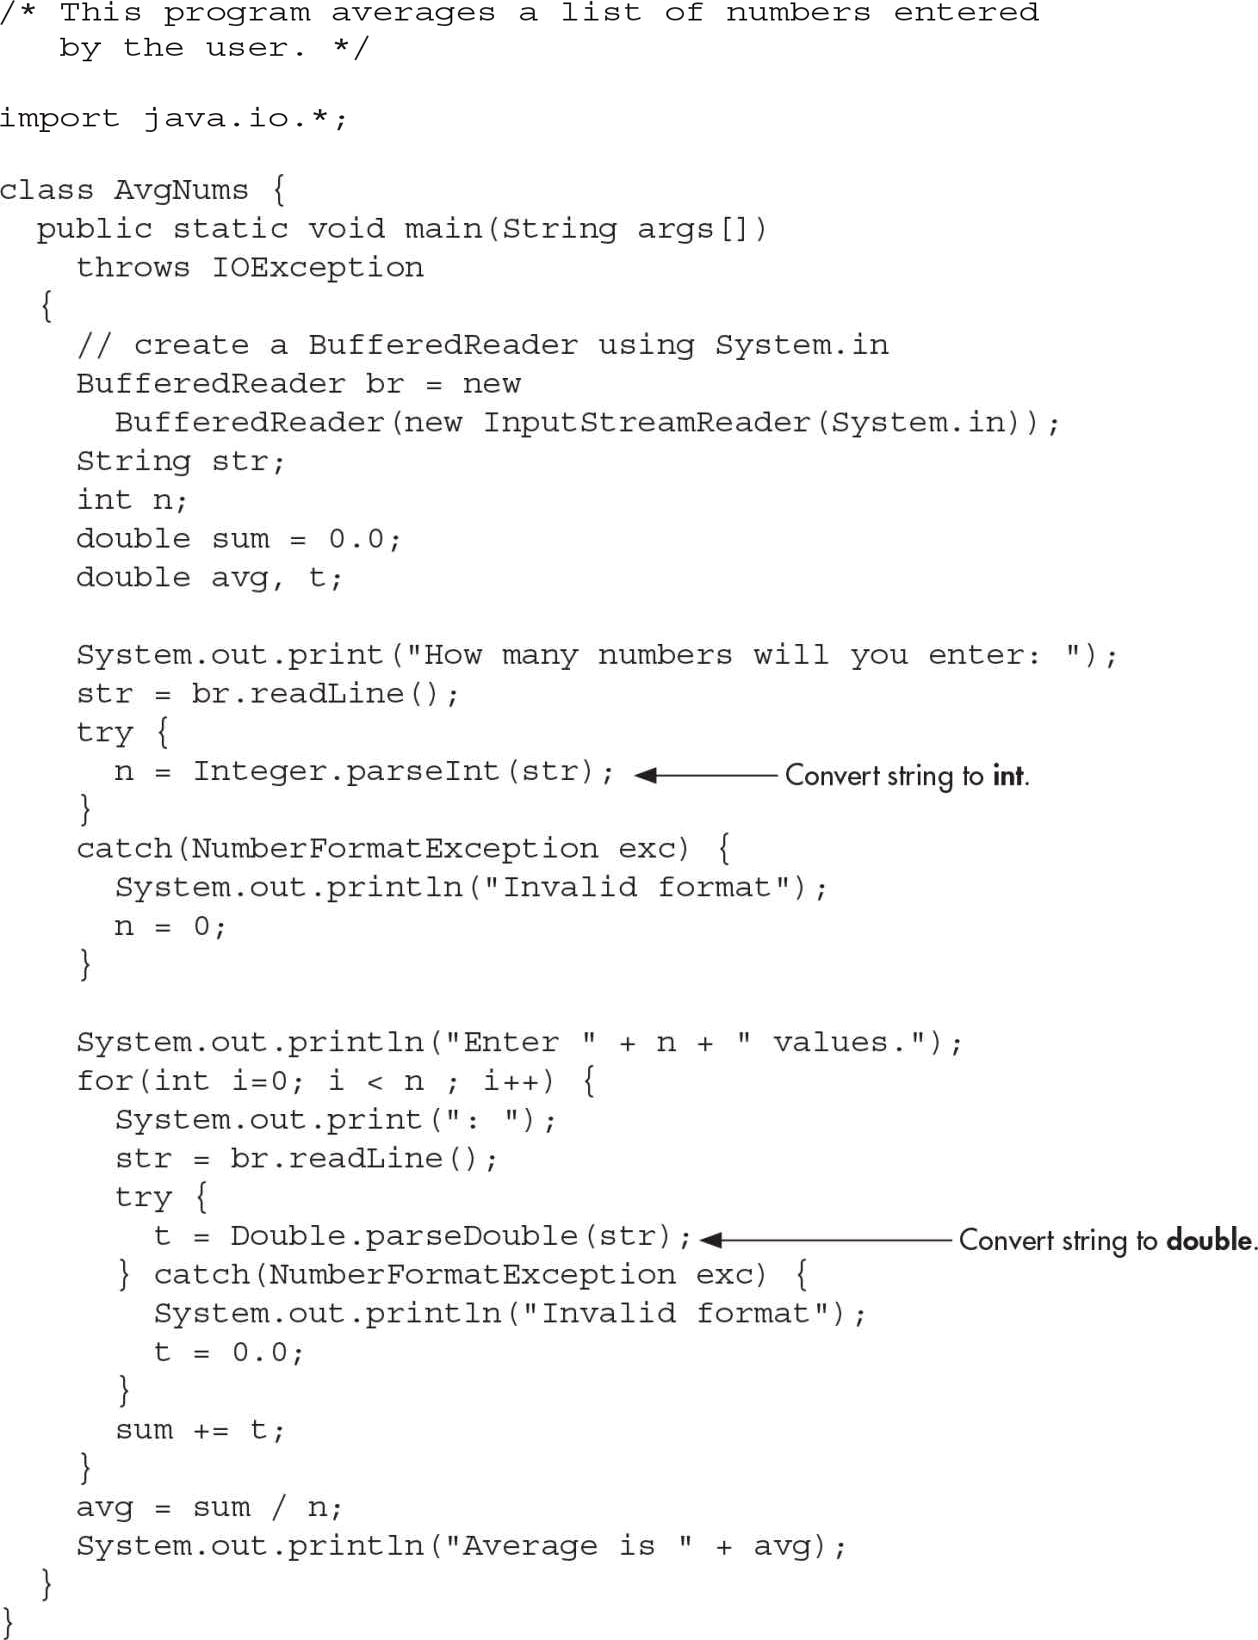 /* This program averages a list of numbers entered
   by the user. */

import java.io.*;

class AvgNums {
  public static void main(String args[])
    throws IOException
  {
    // create a BufferedReader using System.in
    BufferedReader br = new
      BufferedReader(new InputStreamReader(System.in));
    String str;
    int n;
    double sum = 0.0;
    double avg, t;

    System.out.print("How many numbers will you enter: ");
    str = br.readLine();
    try {
      n = Integer.parseInt(str); Convert string to int.
    }
    catch(NumberFormatException exc) {
      System.out.println("Invalid format");
      n = 0;
    }

    System.out.println("Enter " + n + " values.");
    for(int i=0; i < n ; i++) {
      System.out.print(": ");
      str = br.readLine();
      try {
        t = Double.parseDouble(str); Convert string to double.
      } catch(NumberFormatException exc) {
        System.out.println("Invalid format");
        t = 0.0;
      }
      sum += t;
    }
    avg = sum / n;
    System.out.println("Average is " + avg);
  }
}